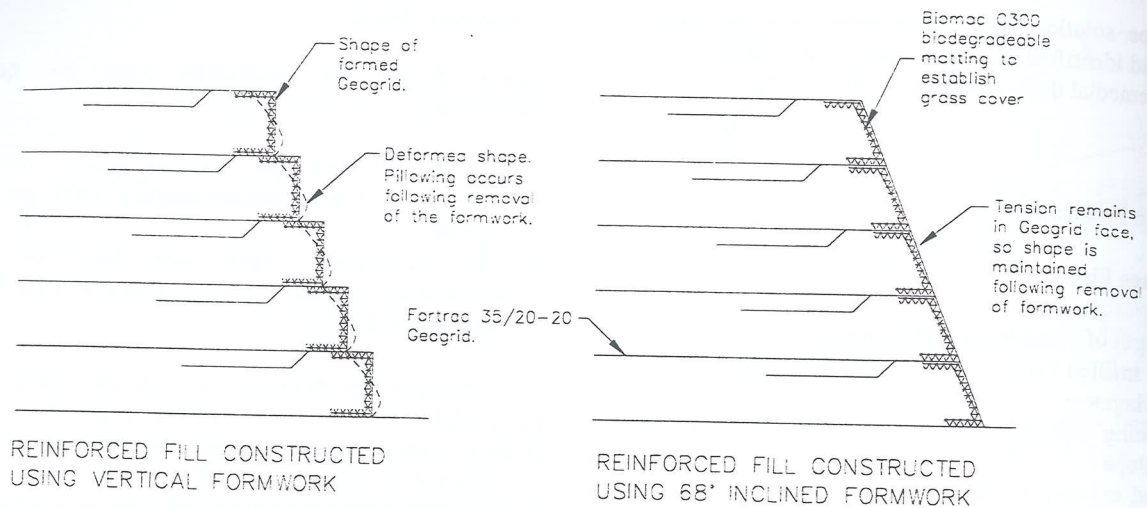 Shape of
formed
Geogrid.
Deformed shape.
Pillowing occurs
following removal
of the formwork.
REINFORCED FILL CONSTRUCTED
USING VERTICAL FORMWORK
Biomac C300
biodegradeable
matting to
establish
grass cover
Tension remains
in Geogrid face,
so shape is
maintained
following removal
of formwork.
Fortrac 35/20-20
Geogrid.
REINFORCED FILL CONSTRUCTED
USING 68° INCLINED FORMWORK